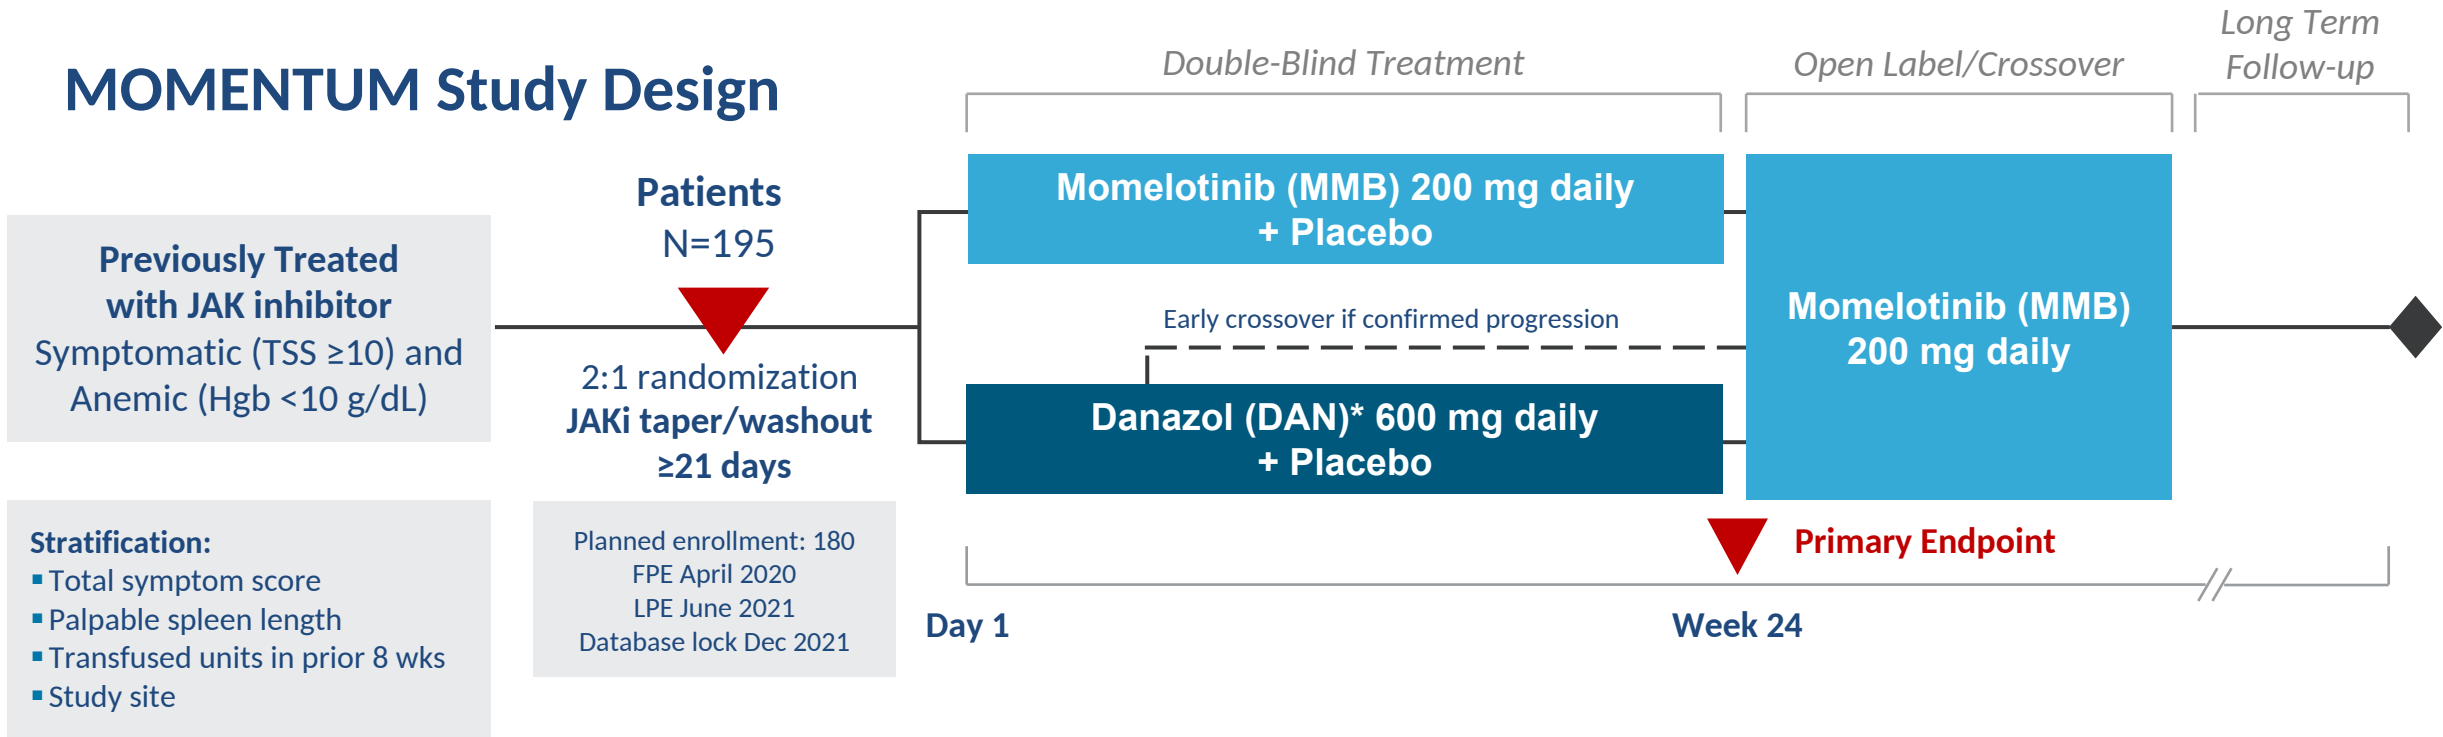 MOMENTUM Study Design
Double-Blind Treatment
Open Label/Crossover
Long Term
Follow-up
Previously Treated
with JAK inhibitor
Symptomatic (TSS ≥10) and
Anemic (Hgb <10 g/dL)
Stratification:
▪ Total symptom score
▪ Palpable spleen length
▪ Transfused units in prior 8 wks
▪ Study site
Patients
N=195
2:1 randomization
JAKi taper/washout
≥21 days
Planned enrollment: 180
FPE April 2020
LPE June 2021
Database lock Dec 2021
Momelotinib (MMB) 200 mg daily
+ Placebo
Early crossover if confirmed progression
Danazol (DAN)* 600 mg daily
+ Placebo
Momelotinib (MMB)
200 mg daily
Primary Endpoint
Day 1
Week 24